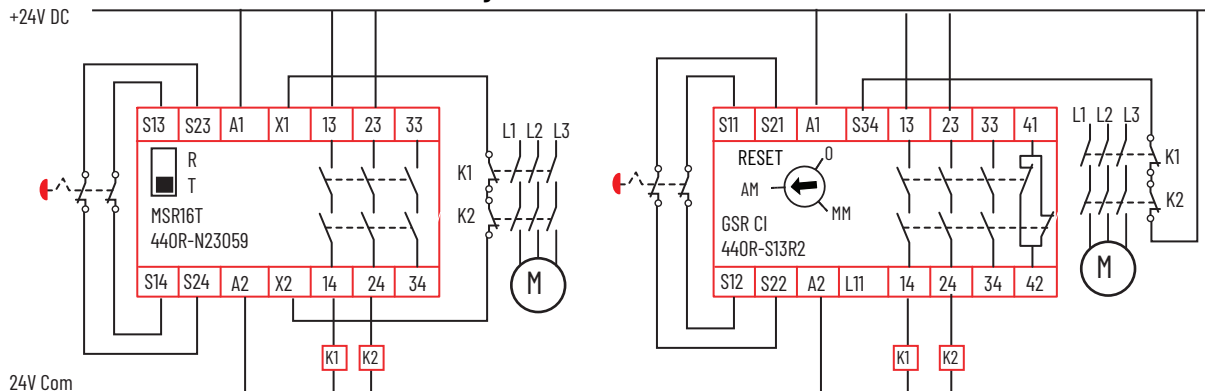 +24V DC
S13 S23 A1 X1 13 23 33
R
T
MSR16T
440R-N23059
S14 S24 A2 X2 14 24 34
L1 L2 L3
K1
K2
M
K1 K2
S11 S21 A1 S34 13 23 33 41
RESET
0
AM
MM
GSR CI
440R-S13R2
S12 S22 A2 L11 14 24 34 42
L1 L2 L3
K1
K2
M
K1 K2
24V Com